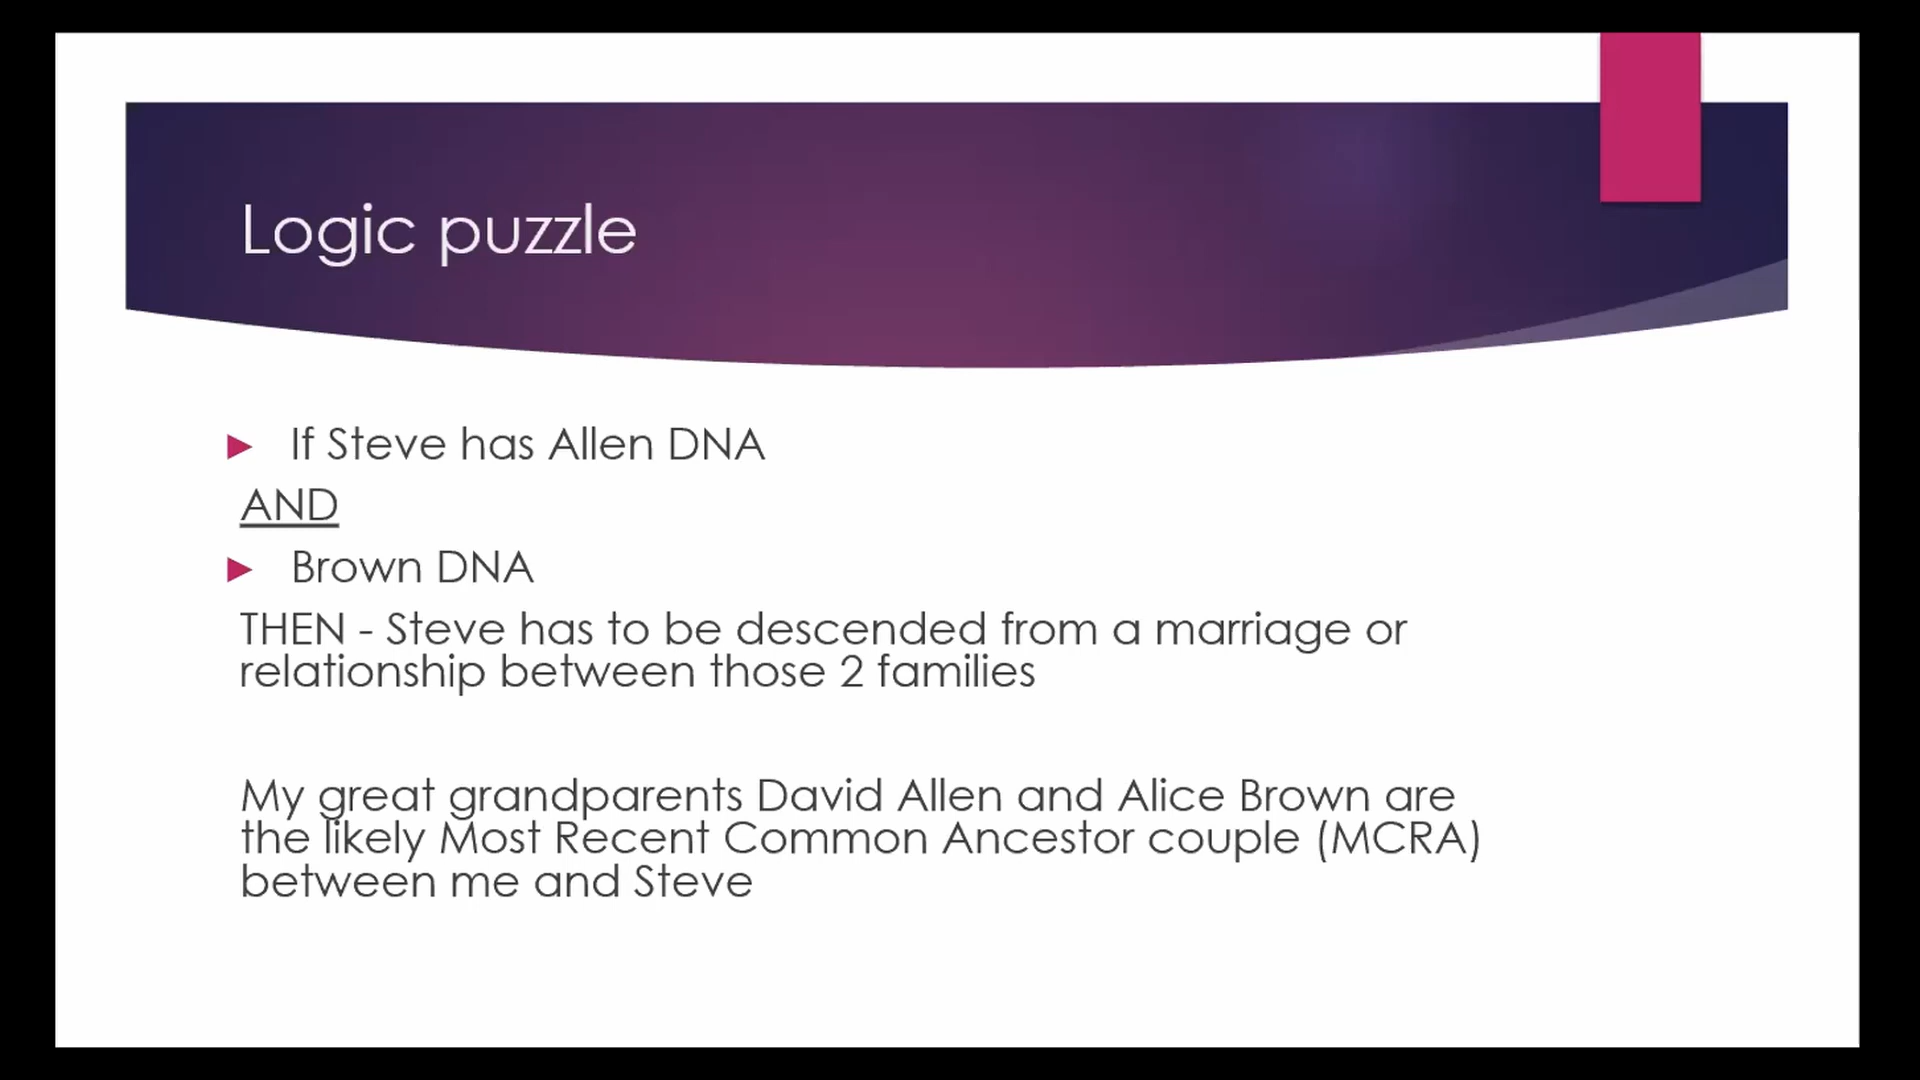 Logic puzzle
If Steve has Allen DNA
AND
Brown DNA
THEN - Steve has to be descended from a marriage or
relationship between those 2 families
My great grandparents David Allen and Alice Brown are
the likely Most Recent Common Ancestor couple (MCRA)
between me and Steve